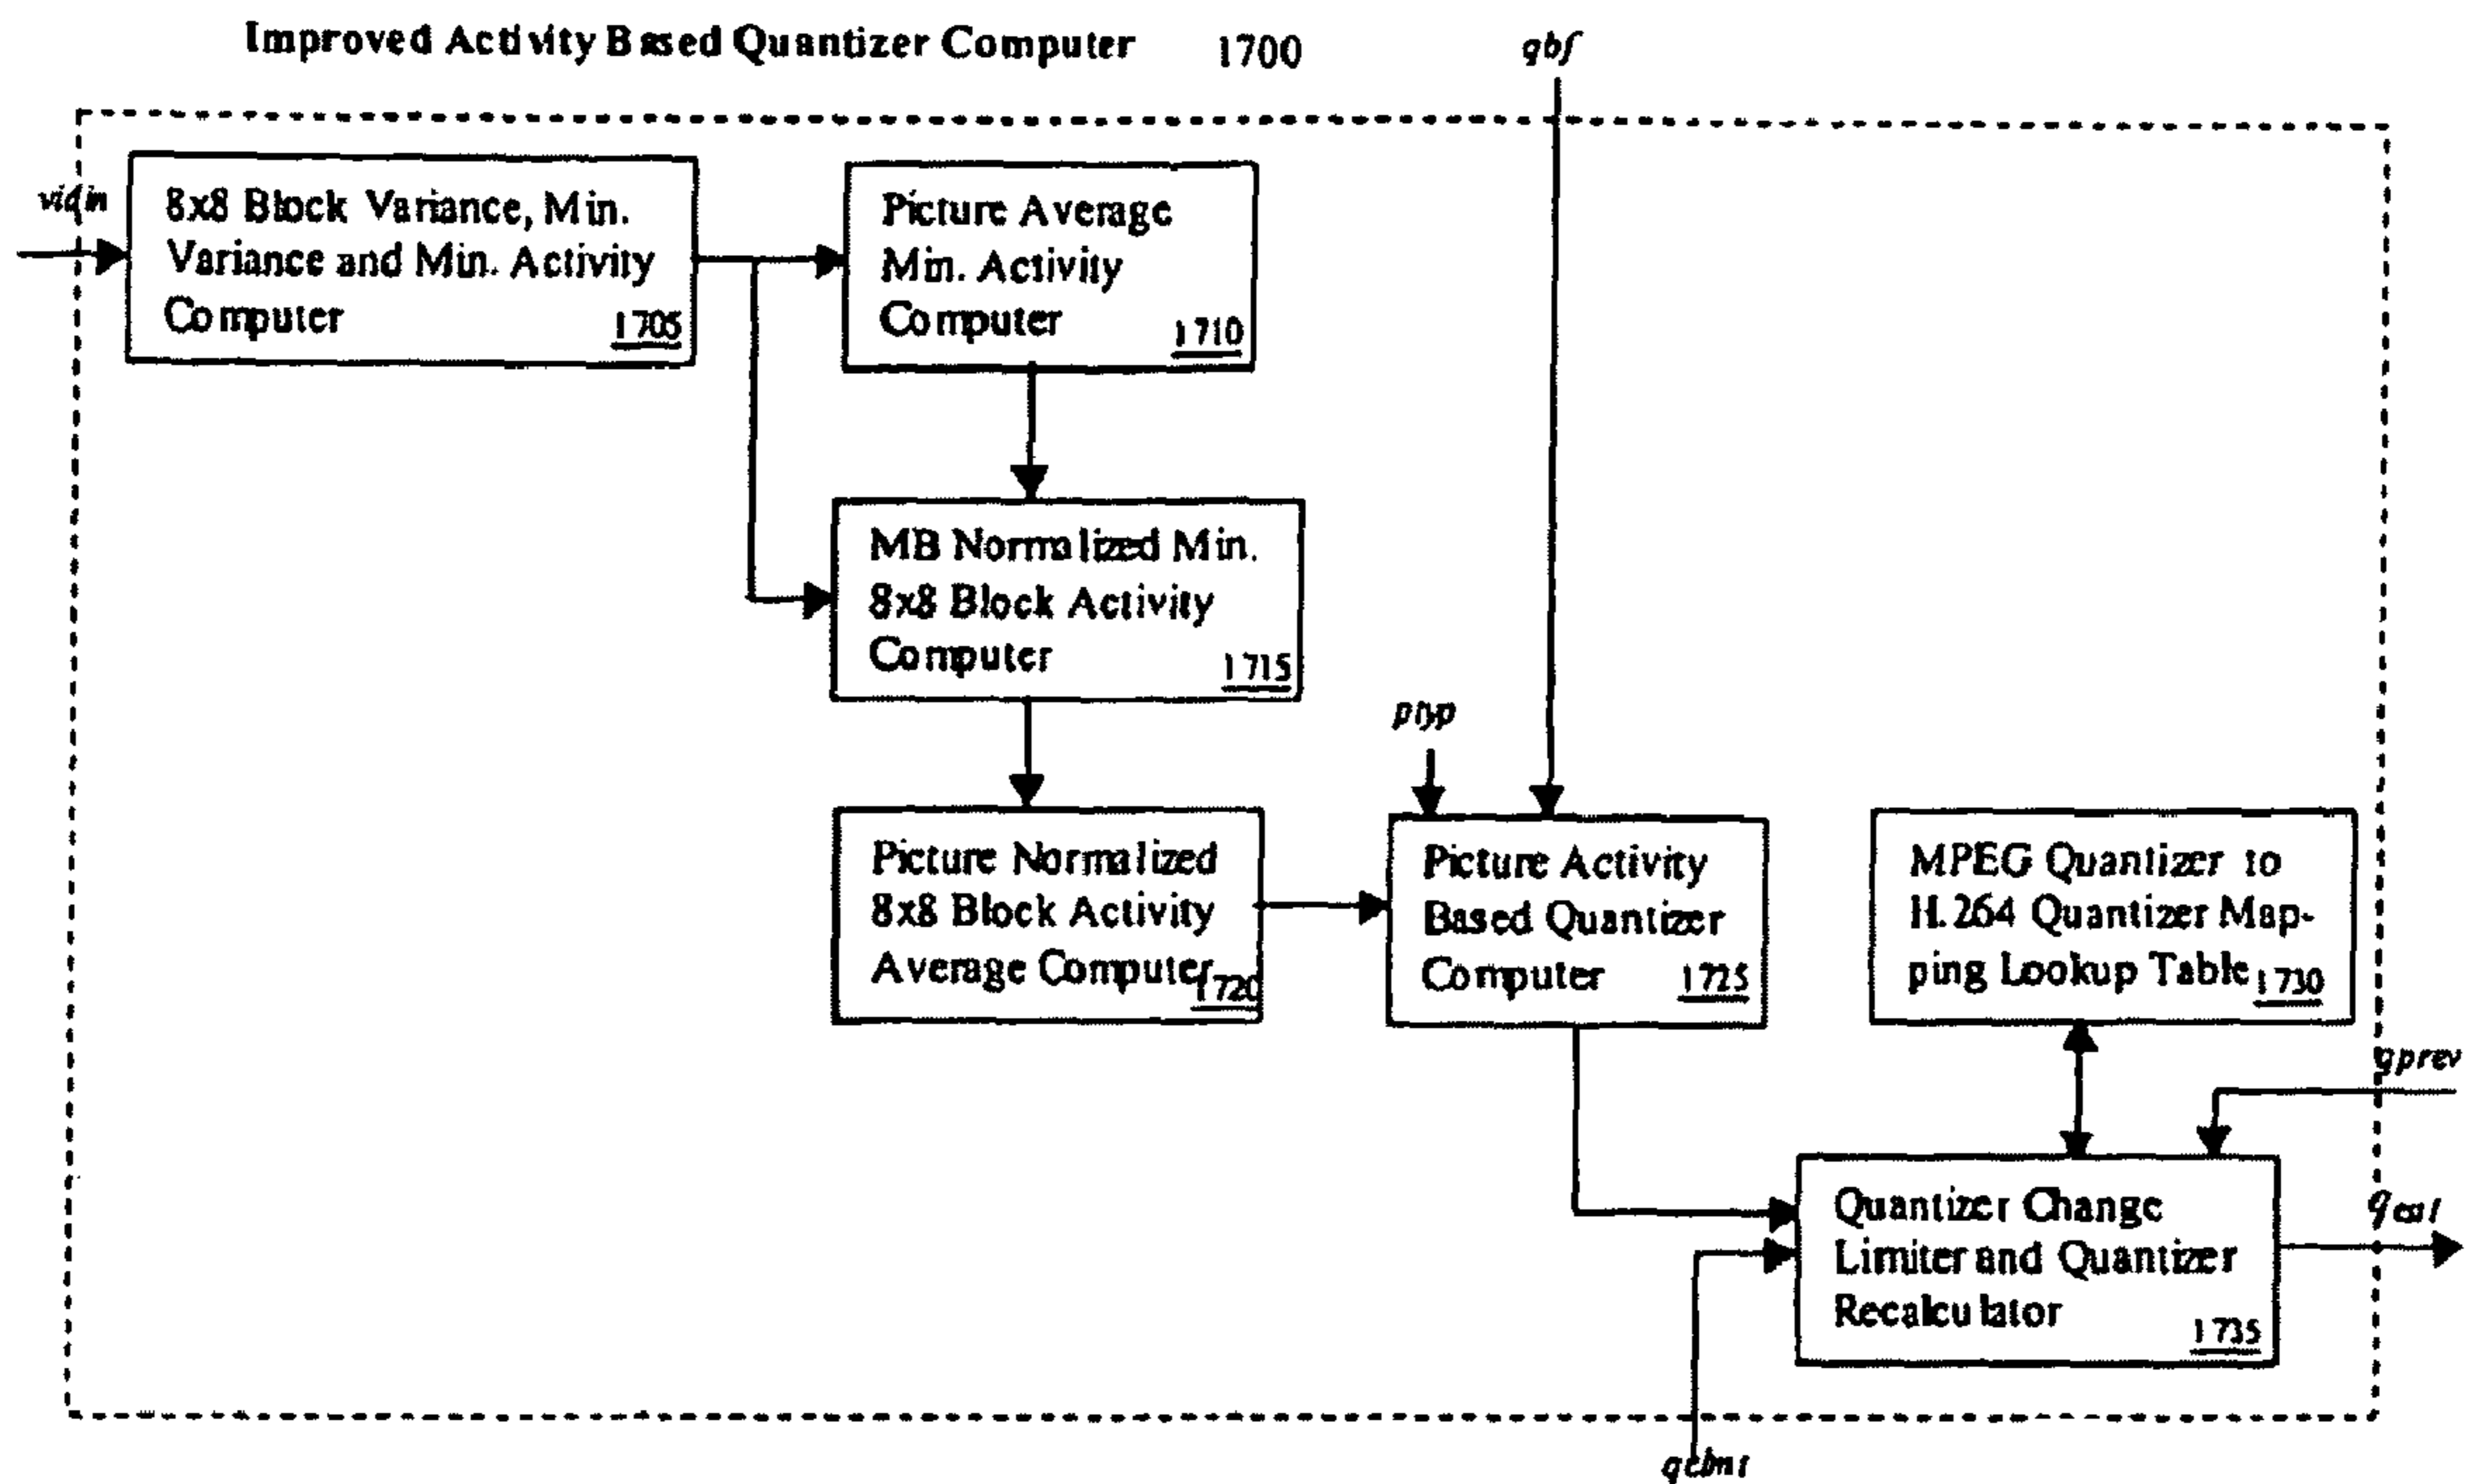 Improved Activity Based Quantizer Computer 1700
qbf
vidin
8x8 Block Variance, Min.
Variance and Min. Activity
Computer 1705
Picture Average
Min. Activity
Computer 1710
MB Normalized Min.
8x8 Block Activity
Computer 1715
ptyp
Picture Normalized
8x8 Block Activity
Average Computer 1720
Picture Activity
Based Quantizer
Computer 1725
MPEG Quantizer to
H.264 Quantizer Map-
ping Lookup Table 1730
qprev
Quantizer Change
Limiter and Quantizer
Recalculator 1735